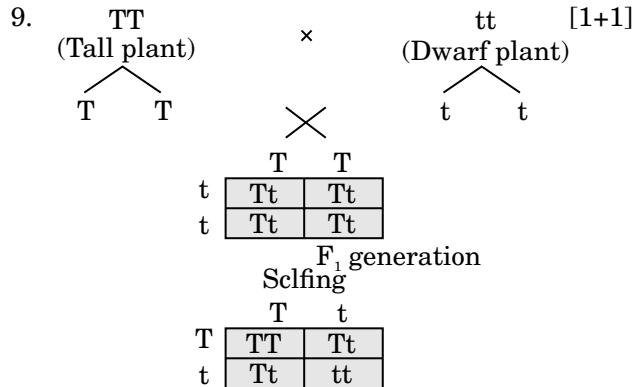 9. TT × tt [1+1]
(Tall plant) (Dwarf plant)
T T t t
T T
t Tt Tt
t Tt Tt
F₁ generation
Sclfing
T t
T TT Tt
t Tt tt